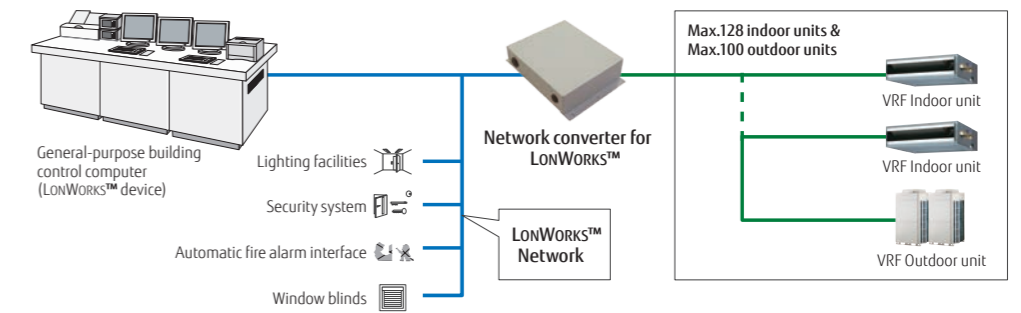 Max.128 indoor units &
Max.100 outdoor units
VRF Indoor unit
Network converter for
LONWORKS™
General-purpose building
control computer
(LONWORKS™ device)
Lighting facilities
VRF Indoor unit
Security system
LONWORKS™
Network
Automatic fire alarm interface
VRF Outdoor unit
Window blinds